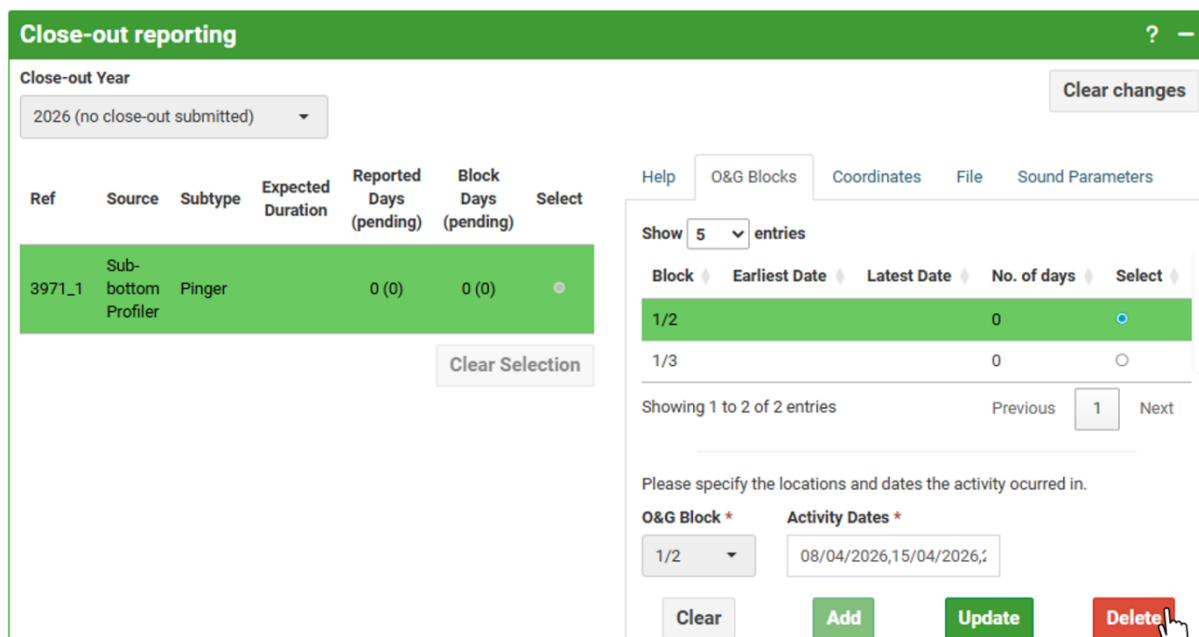 Close-out reporting ? −
Close-out Year
Clear changes
2026 (no close-out submitted)
Ref Source Subtype Expected Duration Reported Days (pending) Block Days (pending) Select
3971_1 Sub-bottom Profiler Pinger 0 (0) 0 (0)
Clear Selection
Help O&G Blocks Coordinates File Sound Parameters
Show 5 entries
Block Earliest Date Latest Date No. of days Select
1/2 0
1/3 0
Showing 1 to 2 of 2 entries Previous 1 Next
Please specify the locations and dates the activity ocurred in.
O&G Block * Activity Dates *
1/2 08/04/2026,15/04/2026,
Clear Add Update Delete